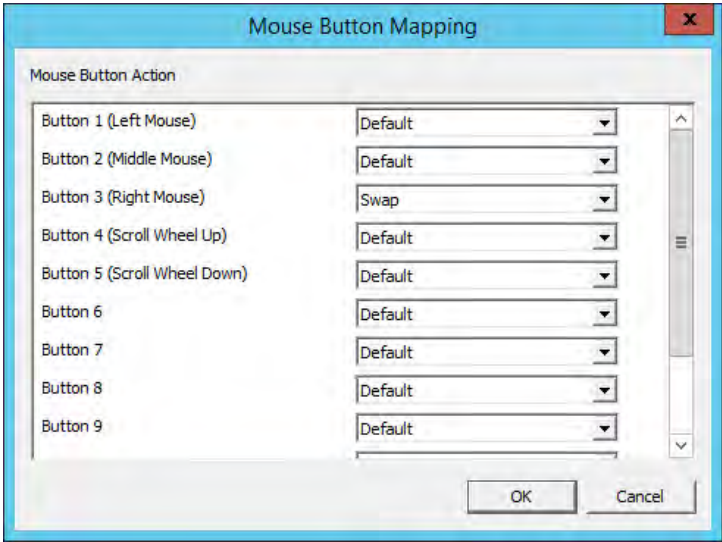 Mouse Button Mapping
x
Mouse Button Action
Button 1 (Left Mouse) Default
Button 2 (Middle Mouse) Default
Button 3 (Right Mouse) Swap
Button 4 (Scroll Wheel Up) Default
Button 5 (Scroll Wheel Down) Default
Button 6 Default
Button 7 Default
Button 8 Default
Button 9 Default
OK Cancel